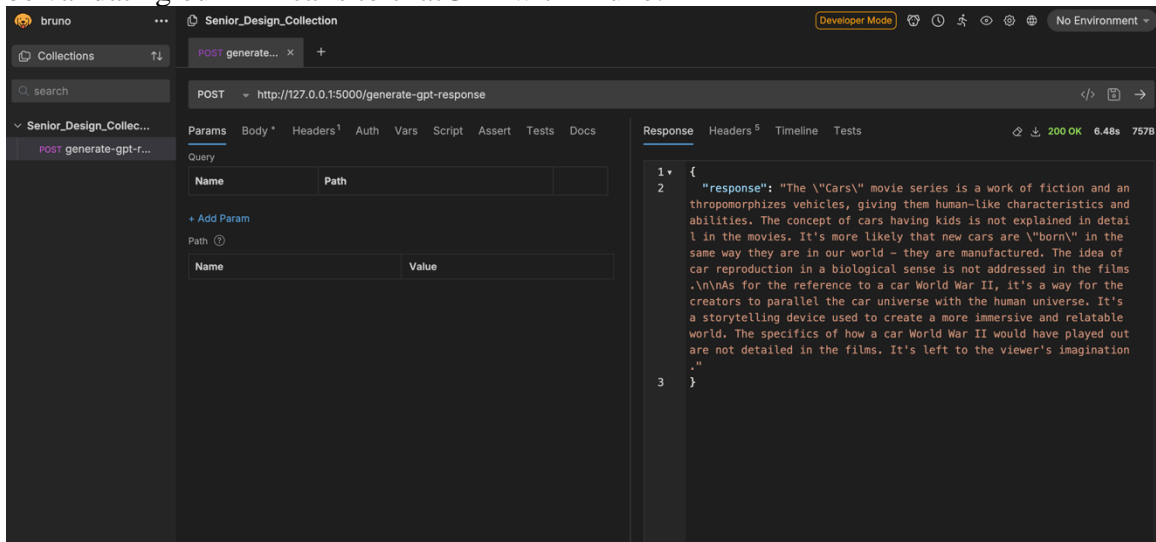 bruno
Senior_Design_Collection
Developer Mode
No Environment
Collections
POST generate...
search
POST http://127.0.0.1:5000/generate-gpt-response
Senior_Design_Collec...
POST generate-gpt-r...
Params Body Headers1 Auth Vars Script Assert Tests Docs
Query
Name Path
+ Add Param
Path
Name Value
Response Headers5 Timeline Tests 200 OK 6.48s 757B
1 {
2 "response": "The \"Cars\" movie series is a work of fiction and an
thropomorphizes vehicles, giving them human-like characteristics and
abilities. The concept of cars having kids is not explained in detai
l in the movies. It's more likely that new cars are \"born\" in the
same way they are in our world – they are manufactured. The idea of
car reproduction in a biological sense is not addressed in the films
.\n\nAs for the reference to a car World War II, it's a way for the
creators to parallel the car universe with the human universe. It's
a storytelling device used to create a more immersive and relatable
world. The specifics of how a car World War II would have played out
are not detailed in the films. It's left to the viewer's imagination
."
3 }